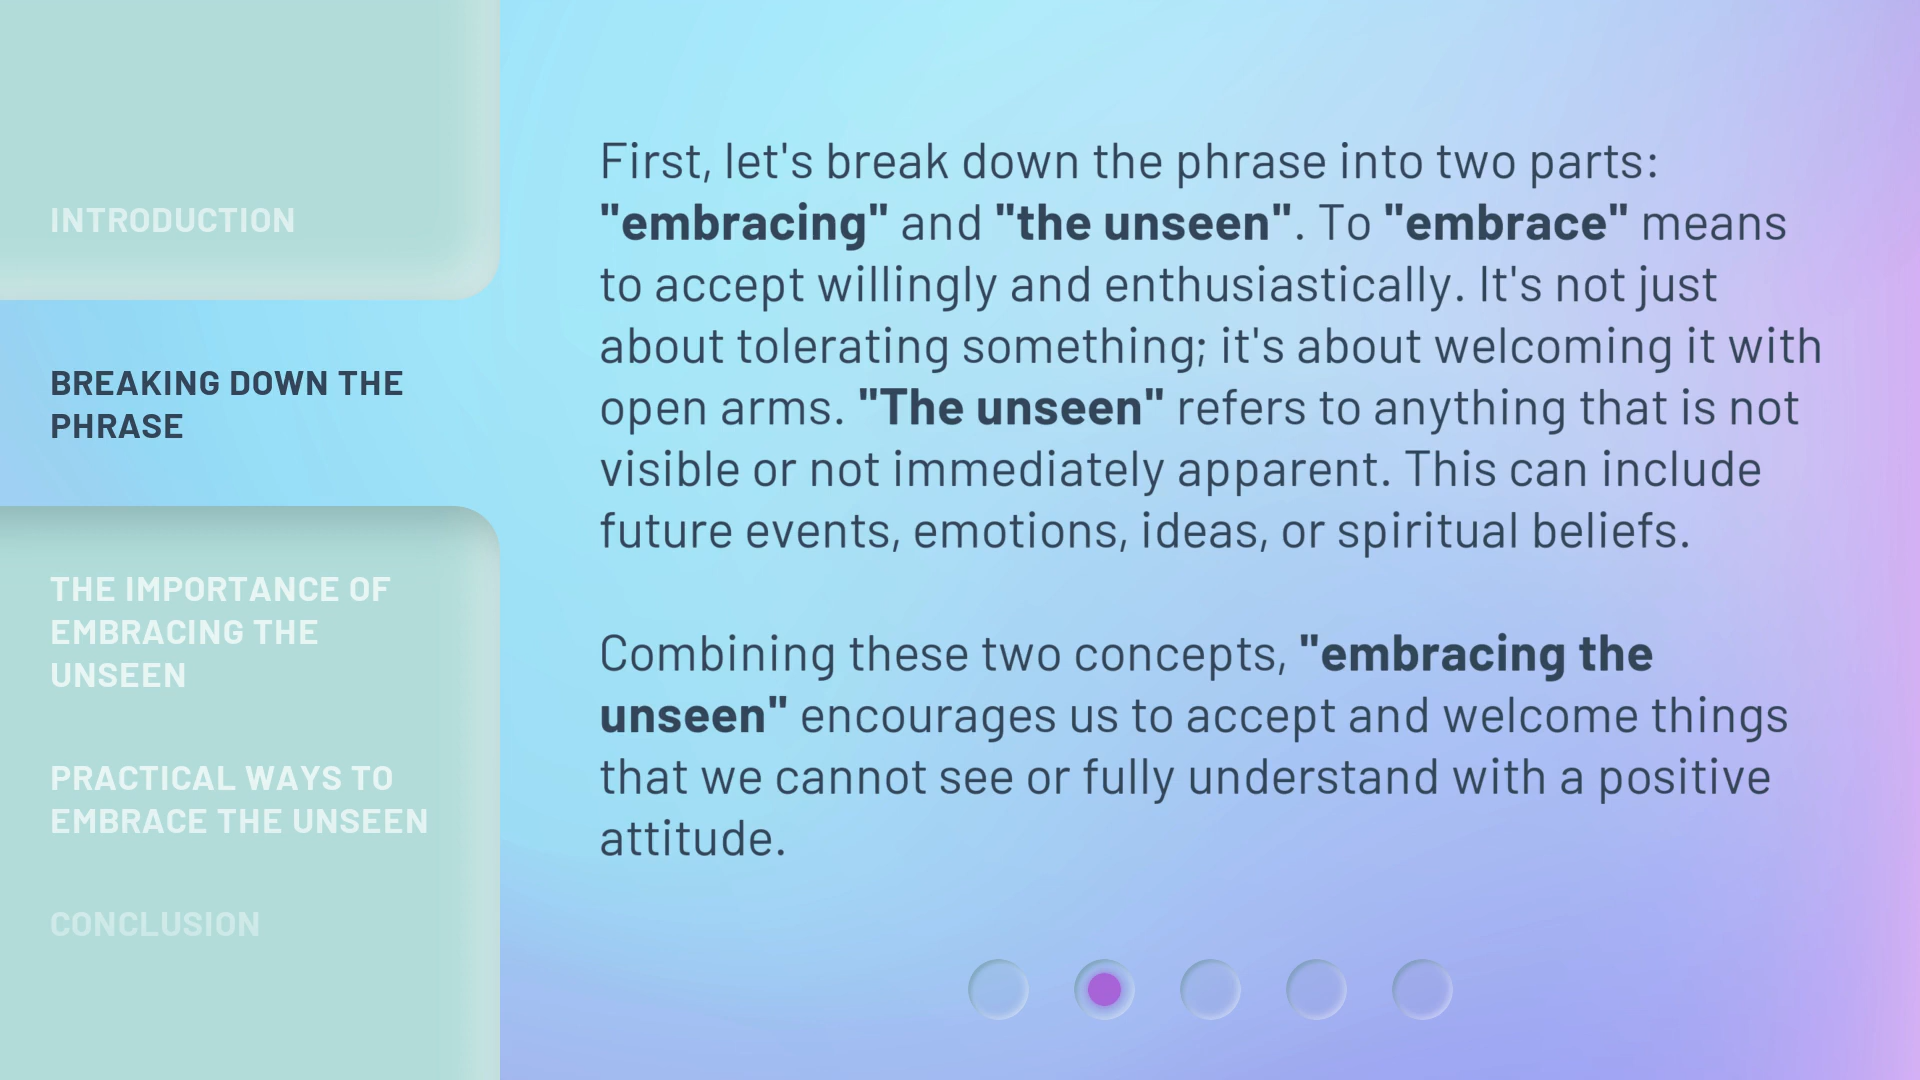 INTRODUCTION
BREAKING DOWN THE
PHRASE
THE IMPORTANCE OF
EMBRACING THE
UNSEEN
PRACTICAL WAYS TO
EMBRACE THE UNSEEN
CONCLUSION
First, let's break down the phrase into two parts:
"embracing" and "the unseen". To "embrace" means
to accept willingly and enthusiastically. It's not just
about tolerating something; it's about welcoming it with
open arms. "The unseen" refers to anything that is not
visible or not immediately apparent. This can include
future events, emotions, ideas, or spiritual beliefs.
Combining these two concepts, "embracing the
unseen" encourages us to accept and welcome things
that we cannot see or fully understand with a positive
attitude.